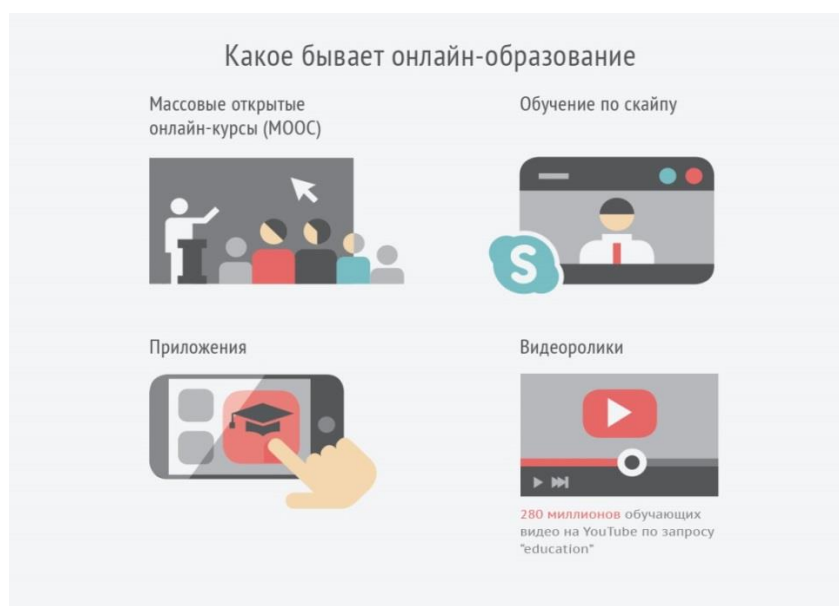 Какое бывает онлайн-образование
Массовые открытые
онлайн-курсы (МООС)
Обучение по скайпу
S
Приложения
Видеоролики
280 миллионов обучающих
видео на YouTube по запросу
"education"